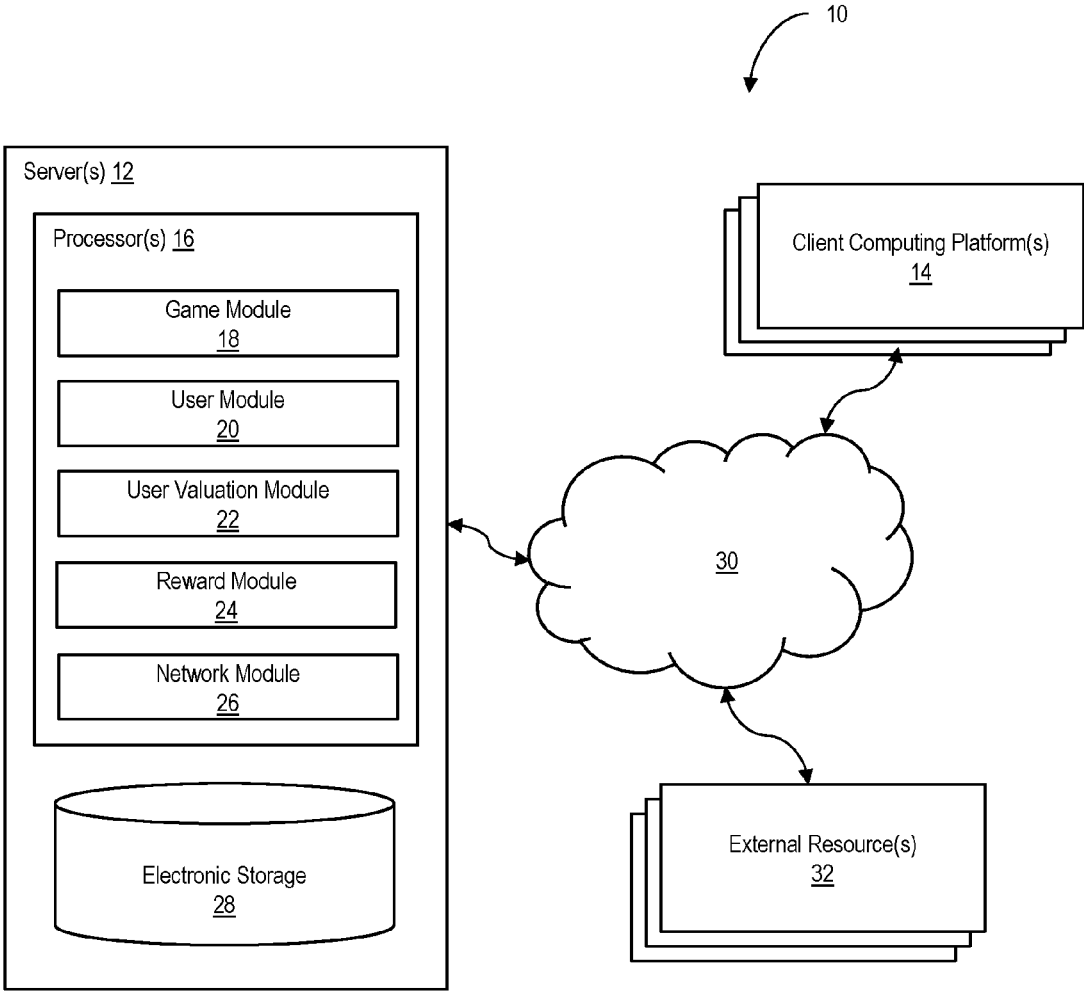 10
Server(s) 12
Processor(s) 16
Game Module
18
User Module
20
User Valuation Module
22
Reward Module
24
Network Module
26
Electronic Storage
28
Client Computing Platform(s)
14
30
External Resource(s)
32